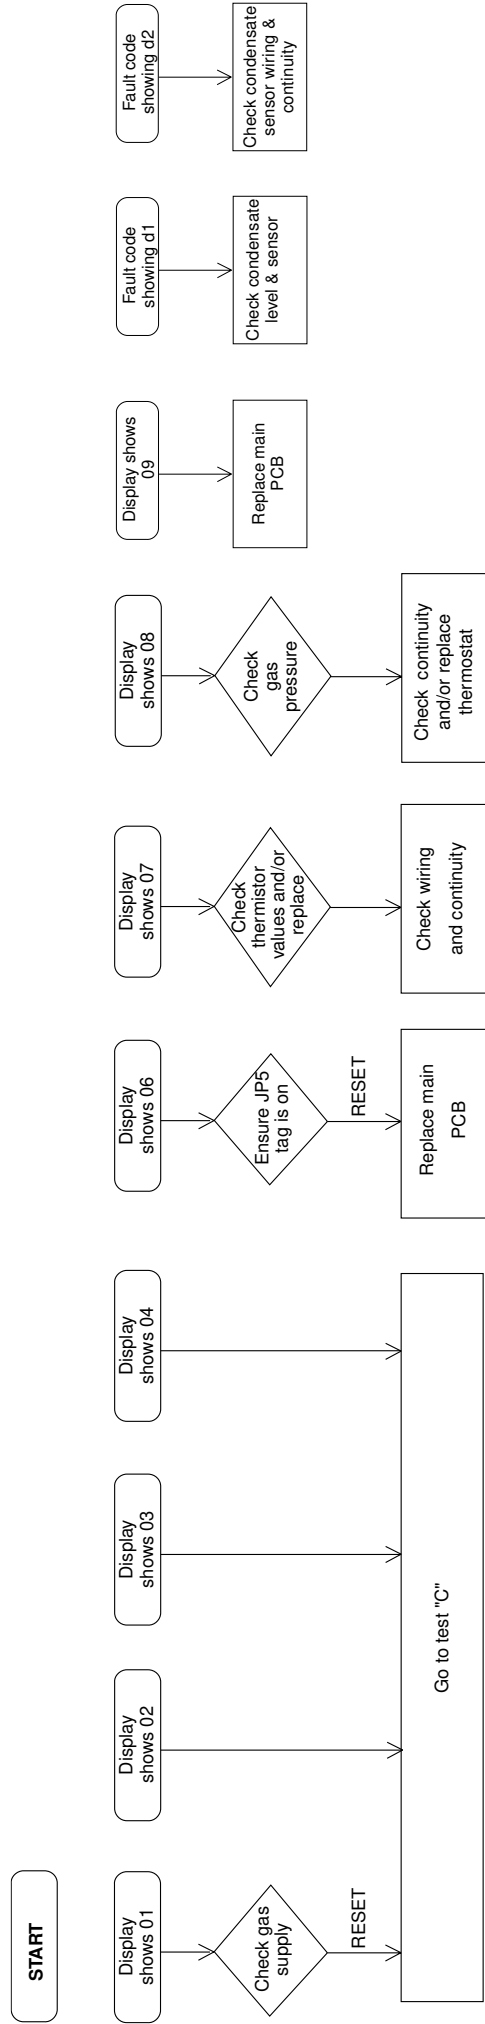 START
Display
shows 01
Check gas
supply
RESET
Display
shows 02
Display
shows 03
Display
shows 04
Go to test "C"
Display
shows 06
Ensure JP5
tag is on
RESET
Replace main
PCB
Display
shows 07
Check
thermistor
values and/or
replace
Check wiring
and continuity
Display
shows 08
Check
gas
pressure
Check continuity
and/or replace
thermostat
Display shows
09
Replace main
PCB
Fault code
showing d1
Check condensate
level & sensor
Fault code
showing d2
Check condensate
sensor wiring &
continuity